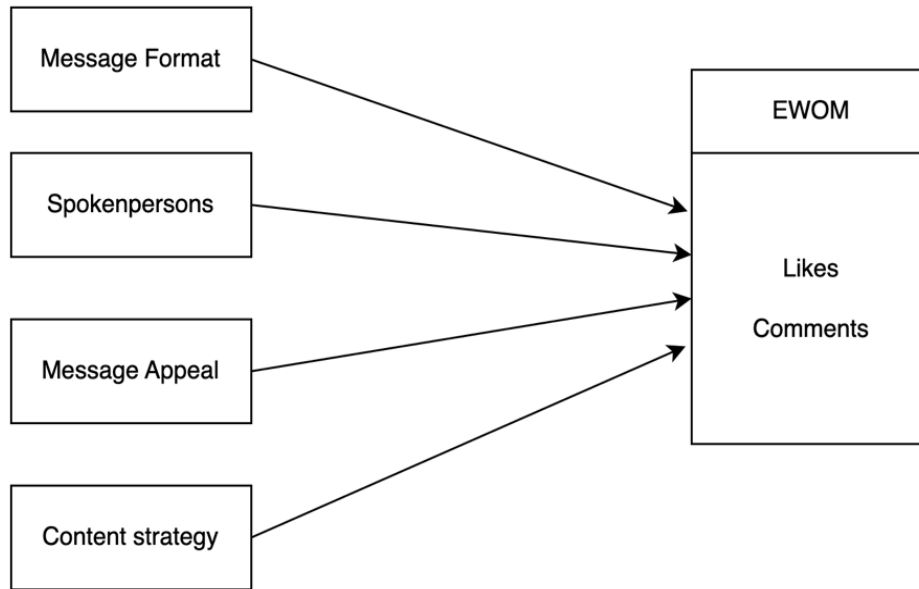 Message Format
EWOM
Spokenpersons
Likes
Comments
Message Appeal
Content strategy